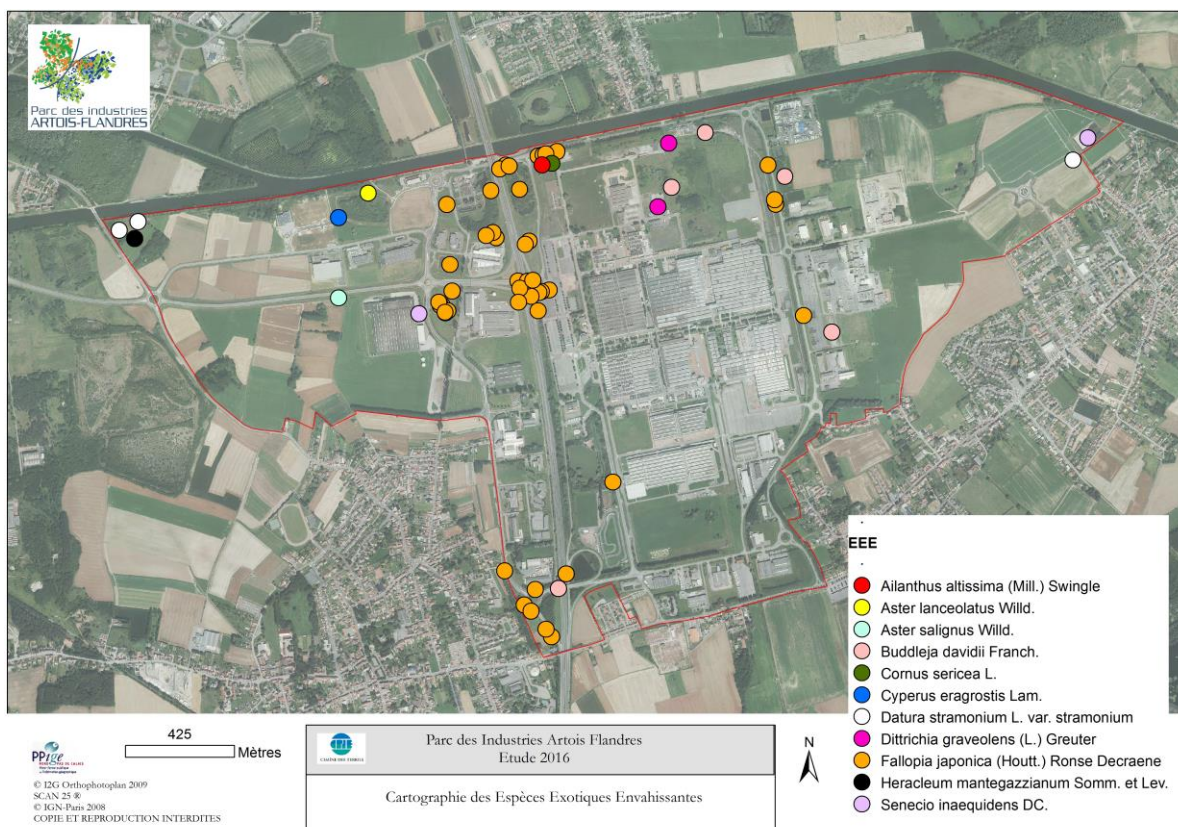 Parc des industries
ARTOIS-FLANDRES
EEE
Ailanthus altissima (Mill.) Swingle
Aster lanceolatus Willd.
Aster salignus Willd.
Buddleja davidii Franch.
Cornus sericea L.
Cyperus eragrostis Lam.
Datura stramonium L. var. stramonium
Dittrichia graveolens (L.) Greuter
Fallopia japonica (Houtt.) Ronse Decraene
Heracleum mantegazzianum Somm. et Lev.
Senecio inaequidens DC.
425
Mètres
PPige
© I2G Orthophotoplan 2009
SCAN 25 ®
© IGN-Paris 2008
COPIE ET REPRODUCTION INTERDITES
Parc des Industries Artois Flandres
Etude 2016
Cartographie des Espèces Exotiques Envahissantes
N